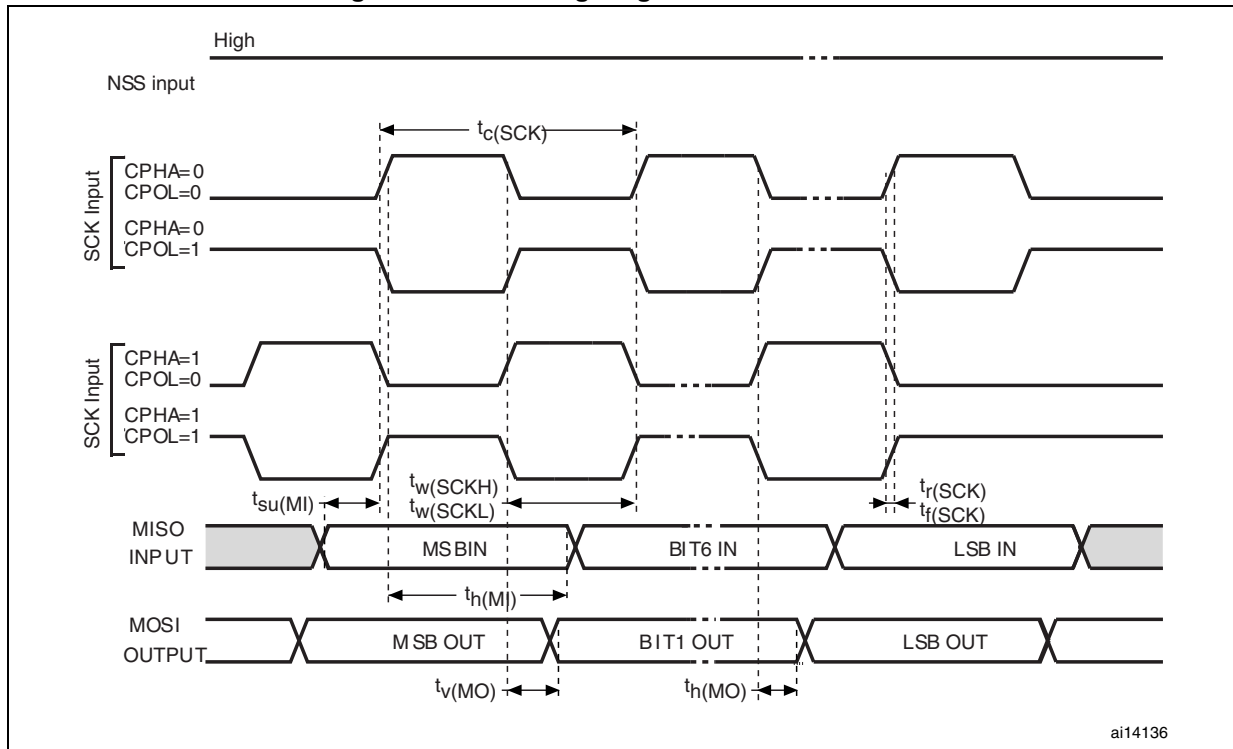 High
NSS input
tc(SCK)
SCK Input
CPHA=0
CPOL=0
CPHA=0
CPOL=1
SCK Input
CPHA=1
CPOL=0
CPHA=1
CPOL=1
tsu(MI)
tw(SCKH)
tw(SCKL)
tr(SCK)
tf(SCK)
MISO
INPUT
MSBIN
BIT6 IN
LSB IN
th(MI)
MOSI
OUTPUT
MSB OUT
BIT1 OUT
LSB OUT
tv(MO)
th(MO)
ai14136